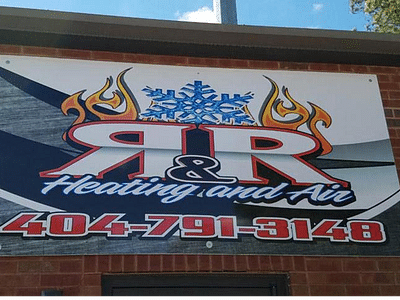 R & R
Heating and Air
404-791-3148